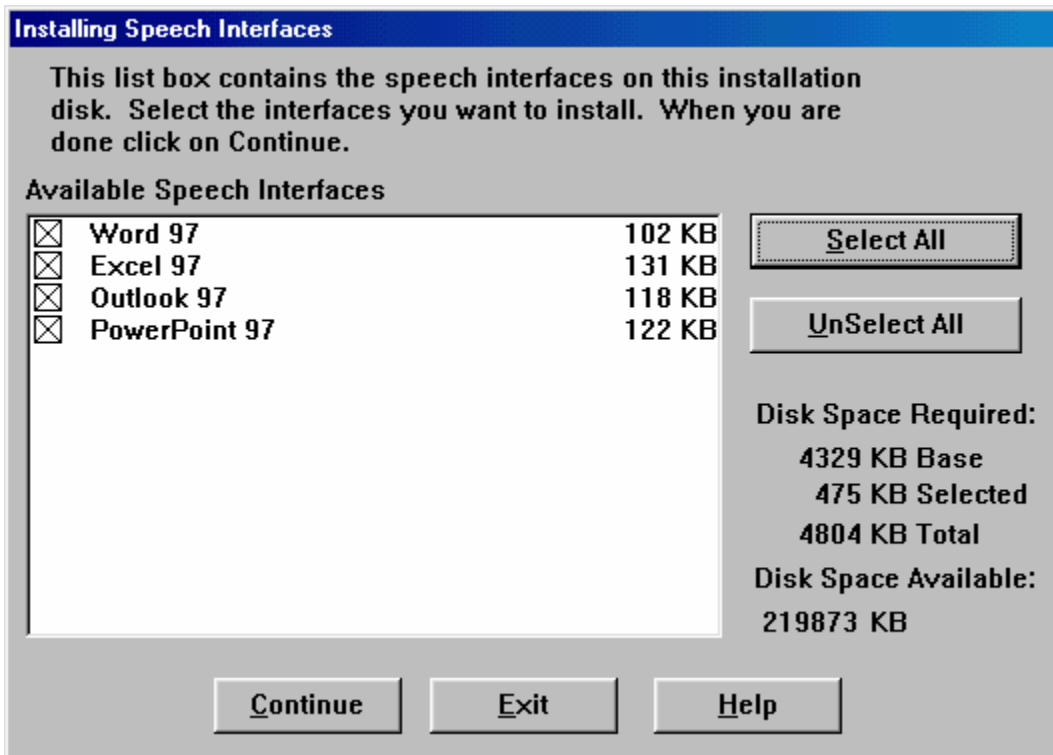 Installing Speech Interfaces
This list box contains the speech interfaces on this installation
disk.  Select the interfaces you want to install.  When you are
done click on Continue.
Available Speech Interfaces
Word 97 102 KB
Excel 97 131 KB
Outlook 97 118 KB
PowerPoint 97 122 KB
Select All
UnSelect All
Disk Space Required:
4329 KB Base
475 KB Selected
4804 KB Total
Disk Space Available:
219873 KB
Continue
Exit
Help